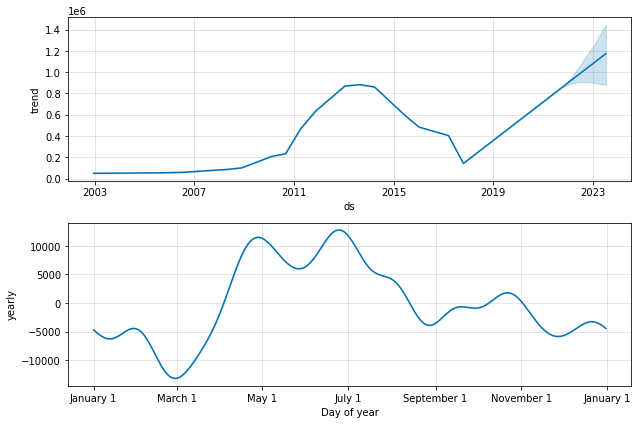 1e6
1.4
1.2
1.0
0.8
0.6
0.4
0.2
0.0
trend
2003 2007 2011 2015 2019 2023
ds
10000
5000
0
−5000
−10000
yearly
January 1 March 1 May 1 July 1 September 1 November 1 January 1
Day of year